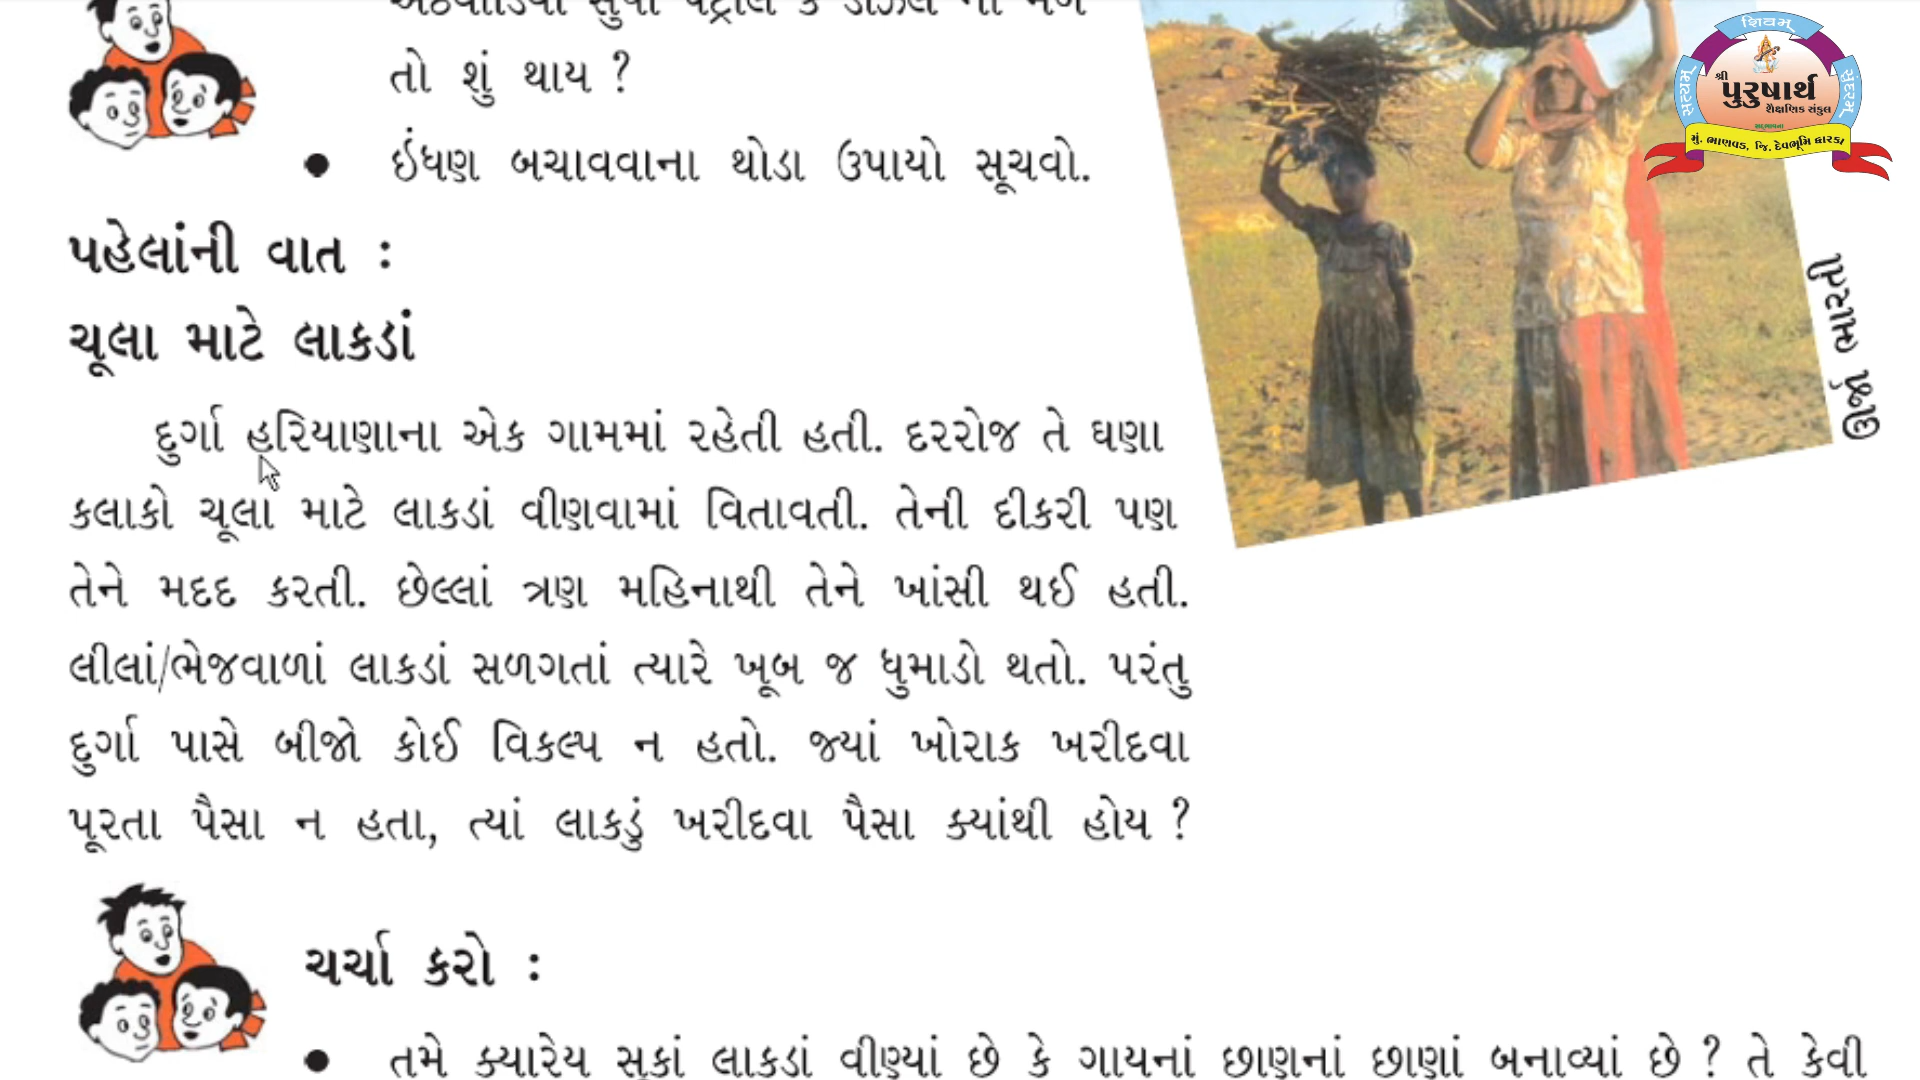 તો શું થાય ?
• ઇંધણ બચાવવાના થોડા ઉપાયો સૂચવો.
પહેલાંની વાત :
ચૂલા માટે લાકડાં
દુર્ગા હરિયાણાના એક ગામમાં રહેતી હતી. દરરોજ તે ઘણા
કલાકો ચૂલા માટે લાકડાં વીણવામાં વિતાવતી. તેની દીકરી પણ
તેને મદદ કરતી. છેલ્લાં ત્રણ મહિનાથી તેને ખાંસી થઈ હતી.
લીલાં/ભેજવાળાં લાકડાં સળગતાં ત્યારે ખૂબ જ ધુમાડો થતો. પરંતુ
દુર્ગા પાસે બીજો કોઈ વિકલ્પ ન હતો. જ્યાં ખોરાક ખરીદવા
પૂરતા પૈસા ન હતા, ત્યાં લાકડું ખરીદવા પૈસા ક્યાંથી હોય ?
ચર્ચા કરો :
• તમે ક્યારેય સૂકાં લાકડાં વીણ્યાં છે કે ગાયનાં છાણનાં છાણાં બનાવ્યાં છે ? તે કેવી
ઊર્જા ભારતી
સત્યમ્
શિવમ્
સુંદરમ્
શ્રી
પુરુષાર્થ
શૈક્ષણિક સંકુલ
મું. ભાણવડ, જિ. દેવભૂમિ દ્વારકા